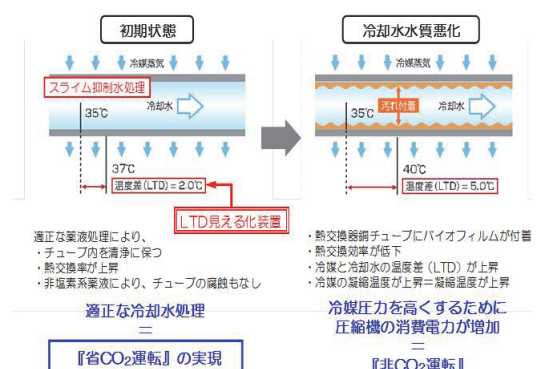 初期状態
冷却水水質悪化
冷媒蒸気
スライム抑制水処理
35℃
冷却水
37℃
温度差(LTD)=2.0℃
LTD見える化装置
適正な薬液処理により、
・チューブ内を清浄に保つ
・熱交換率が上昇
・非塩素系薬液により、チューブの腐蝕もなし
適正な冷却水処理
=
『省CO₂運転』の実現
冷媒蒸気
35℃
汚れ付着
冷却水
40℃
温度差(LTD)=5.0℃
・熱交換器銅チューブにバイオフィルムが付着
・熱交換効率が低下
・冷媒と冷却水の温度差(LTD)が上昇
・冷媒の凝縮温度が上昇=凝縮温度が上昇
冷媒圧力を高くするために
圧縮機の消費電力が増加
=
『非CO₂運転』